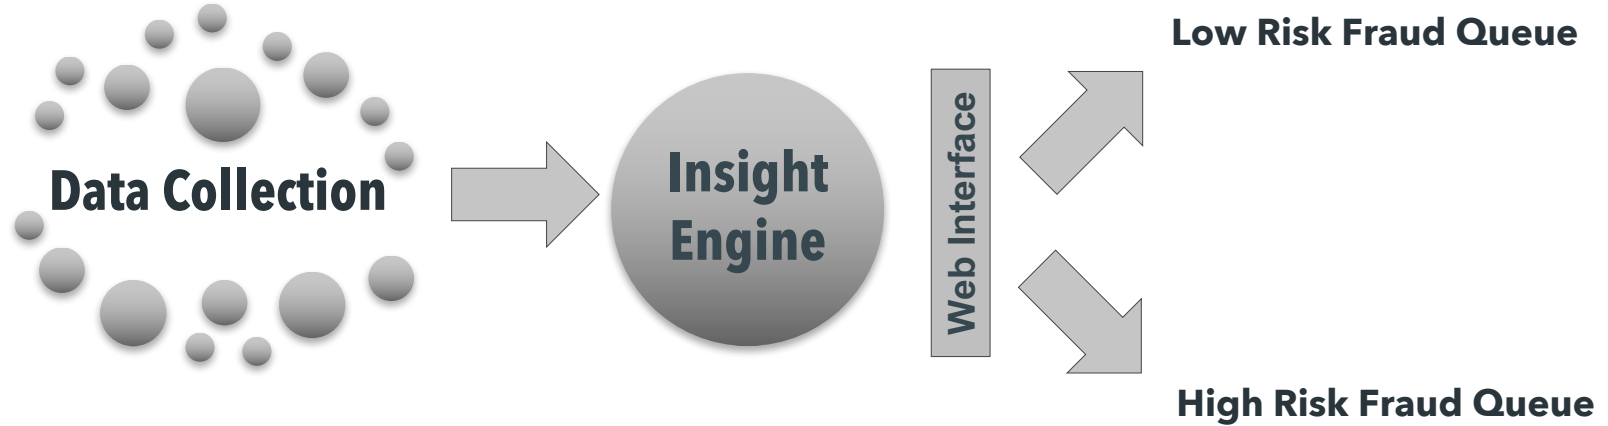 Low Risk Fraud Queue
Data Collection
Insight
Engine
Web Interface
High Risk Fraud Queue